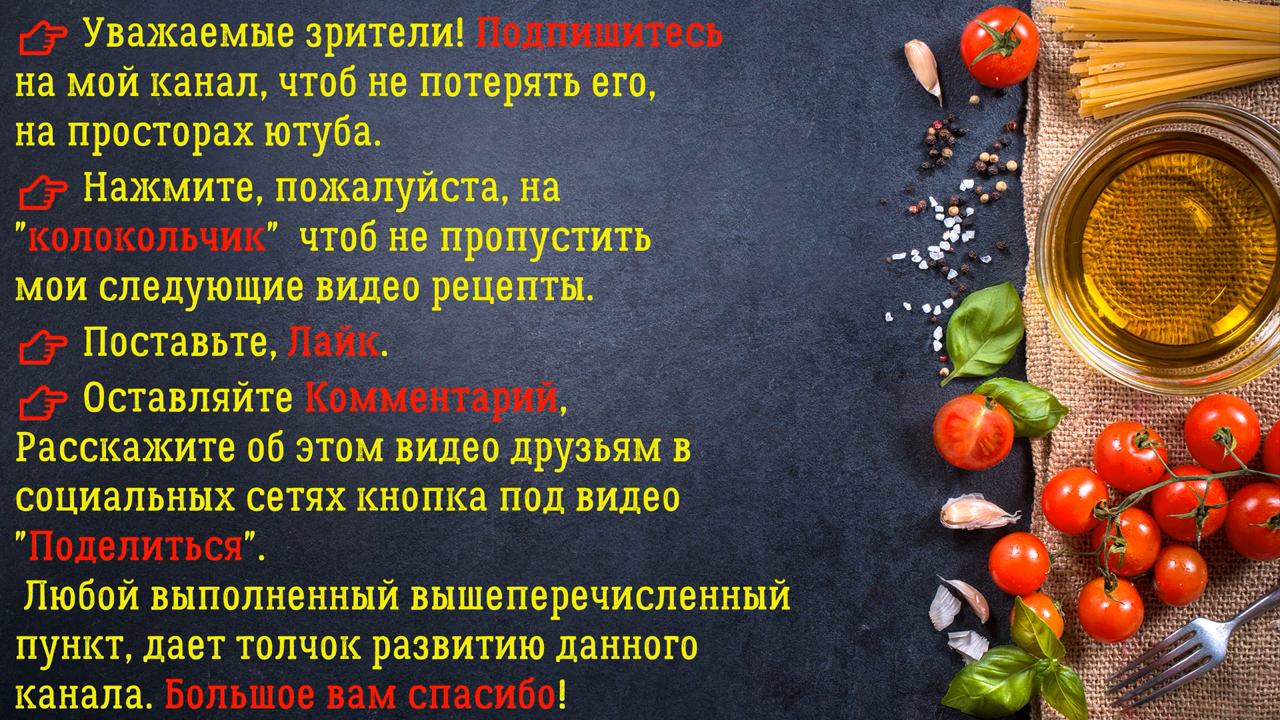 Уважаемые зрители! Подпишитесь
на мой канал, чтоб не потерять его,
на просторах ютуба.
Нажмите, пожалуйста, на
"колокольчик" чтоб не пропустить
мои следующие видео рецепты.
Поставьте, Лайк.
Оставляйте Комментарий,
Расскажите об этом видео друзьям в
социальных сетях кнопка под видео
"Поделиться".
Любой выполненный вышеперечисленный
пункт, дает толчок развитию данного
канала. Большое вам спасибо!